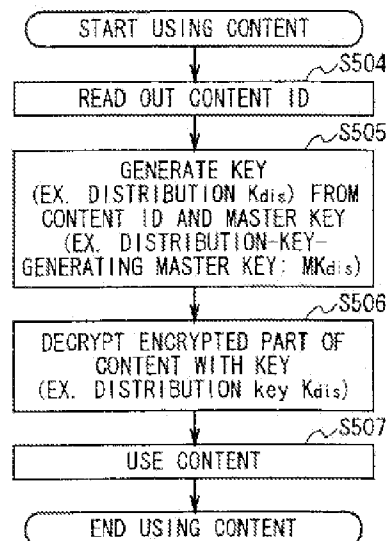 START USING CONTENT
S504
READ OUT CONTENT ID
S505
GENERATE KEY
(EX. DISTRIBUTION Kdis) FROM
CONTENT ID AND MASTER KEY
(EX. DISTRIBUTION-KEY-
GENERATING MASTER KEY: MKdis)
S506
DECRYPT ENCRYPTED PART OF
CONTENT WITH KEY
(EX. DISTRIBUTION key Kdis)
S507
USE CONTENT
END USING CONTENT